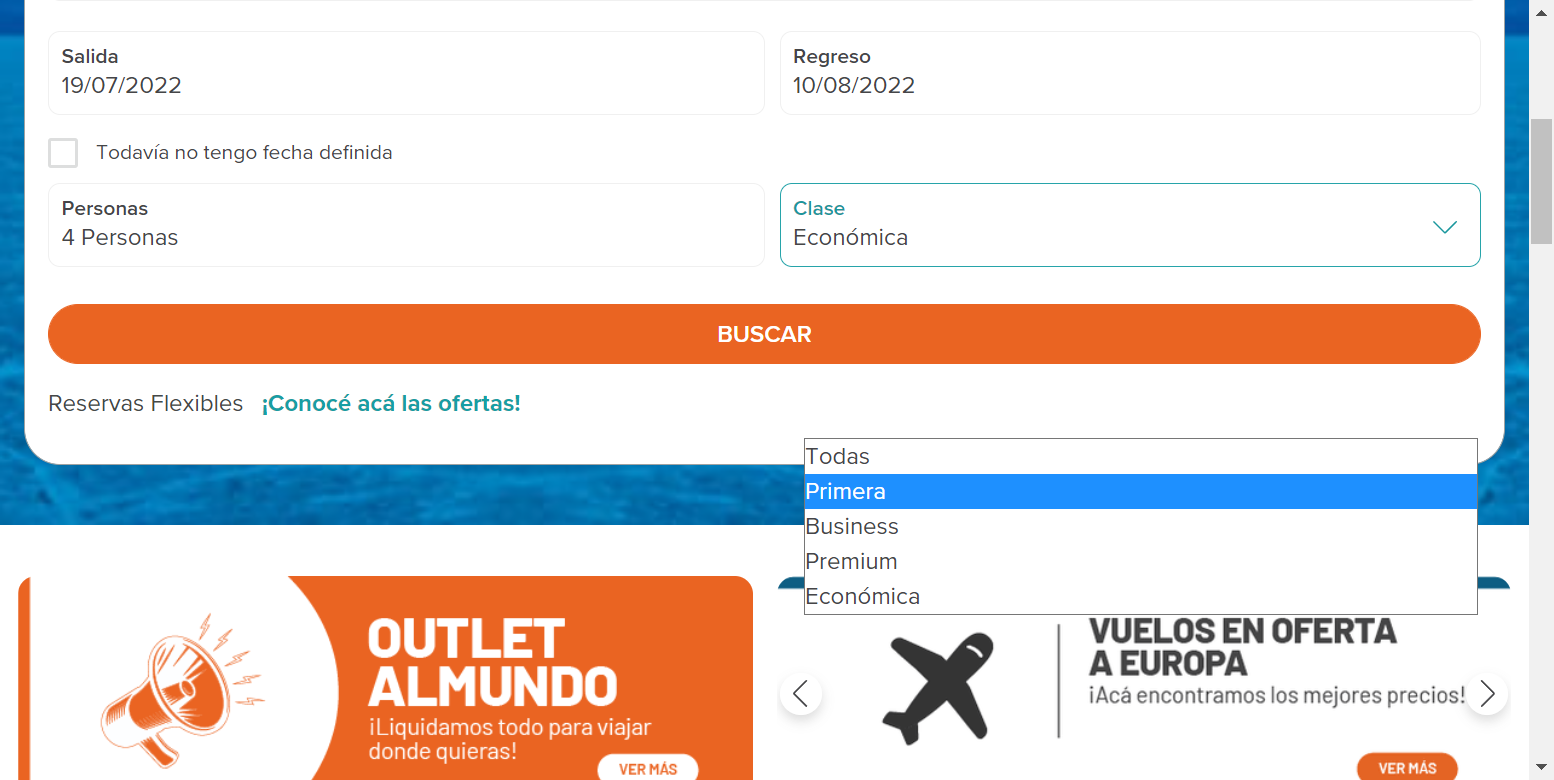 Salida
19/07/2022
Regreso
10/08/2022
Todavía no tengo fecha definida
Personas
4 Personas
Clase
Económica
BUSCAR
Reservas Flexibles ¡Conocé acá las ofertas!
Todas
Primera
Business
Premium
Económica
OUTLET
ALMUNDO
¡Liquidamos todo para viajar
donde quieras!
VER MÁS
VUELOS EN OFERTA
A EUROPA
¡Acá encontramos los mejores precios!
VER MÁS